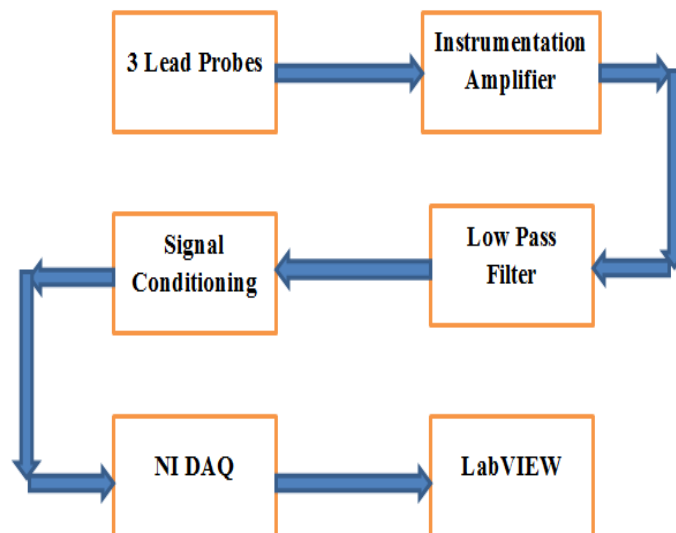 3 Lead Probes
Instrumentation
Amplifier
Signal
Conditioning
Low Pass
Filter
NI DAQ
LabVIEW